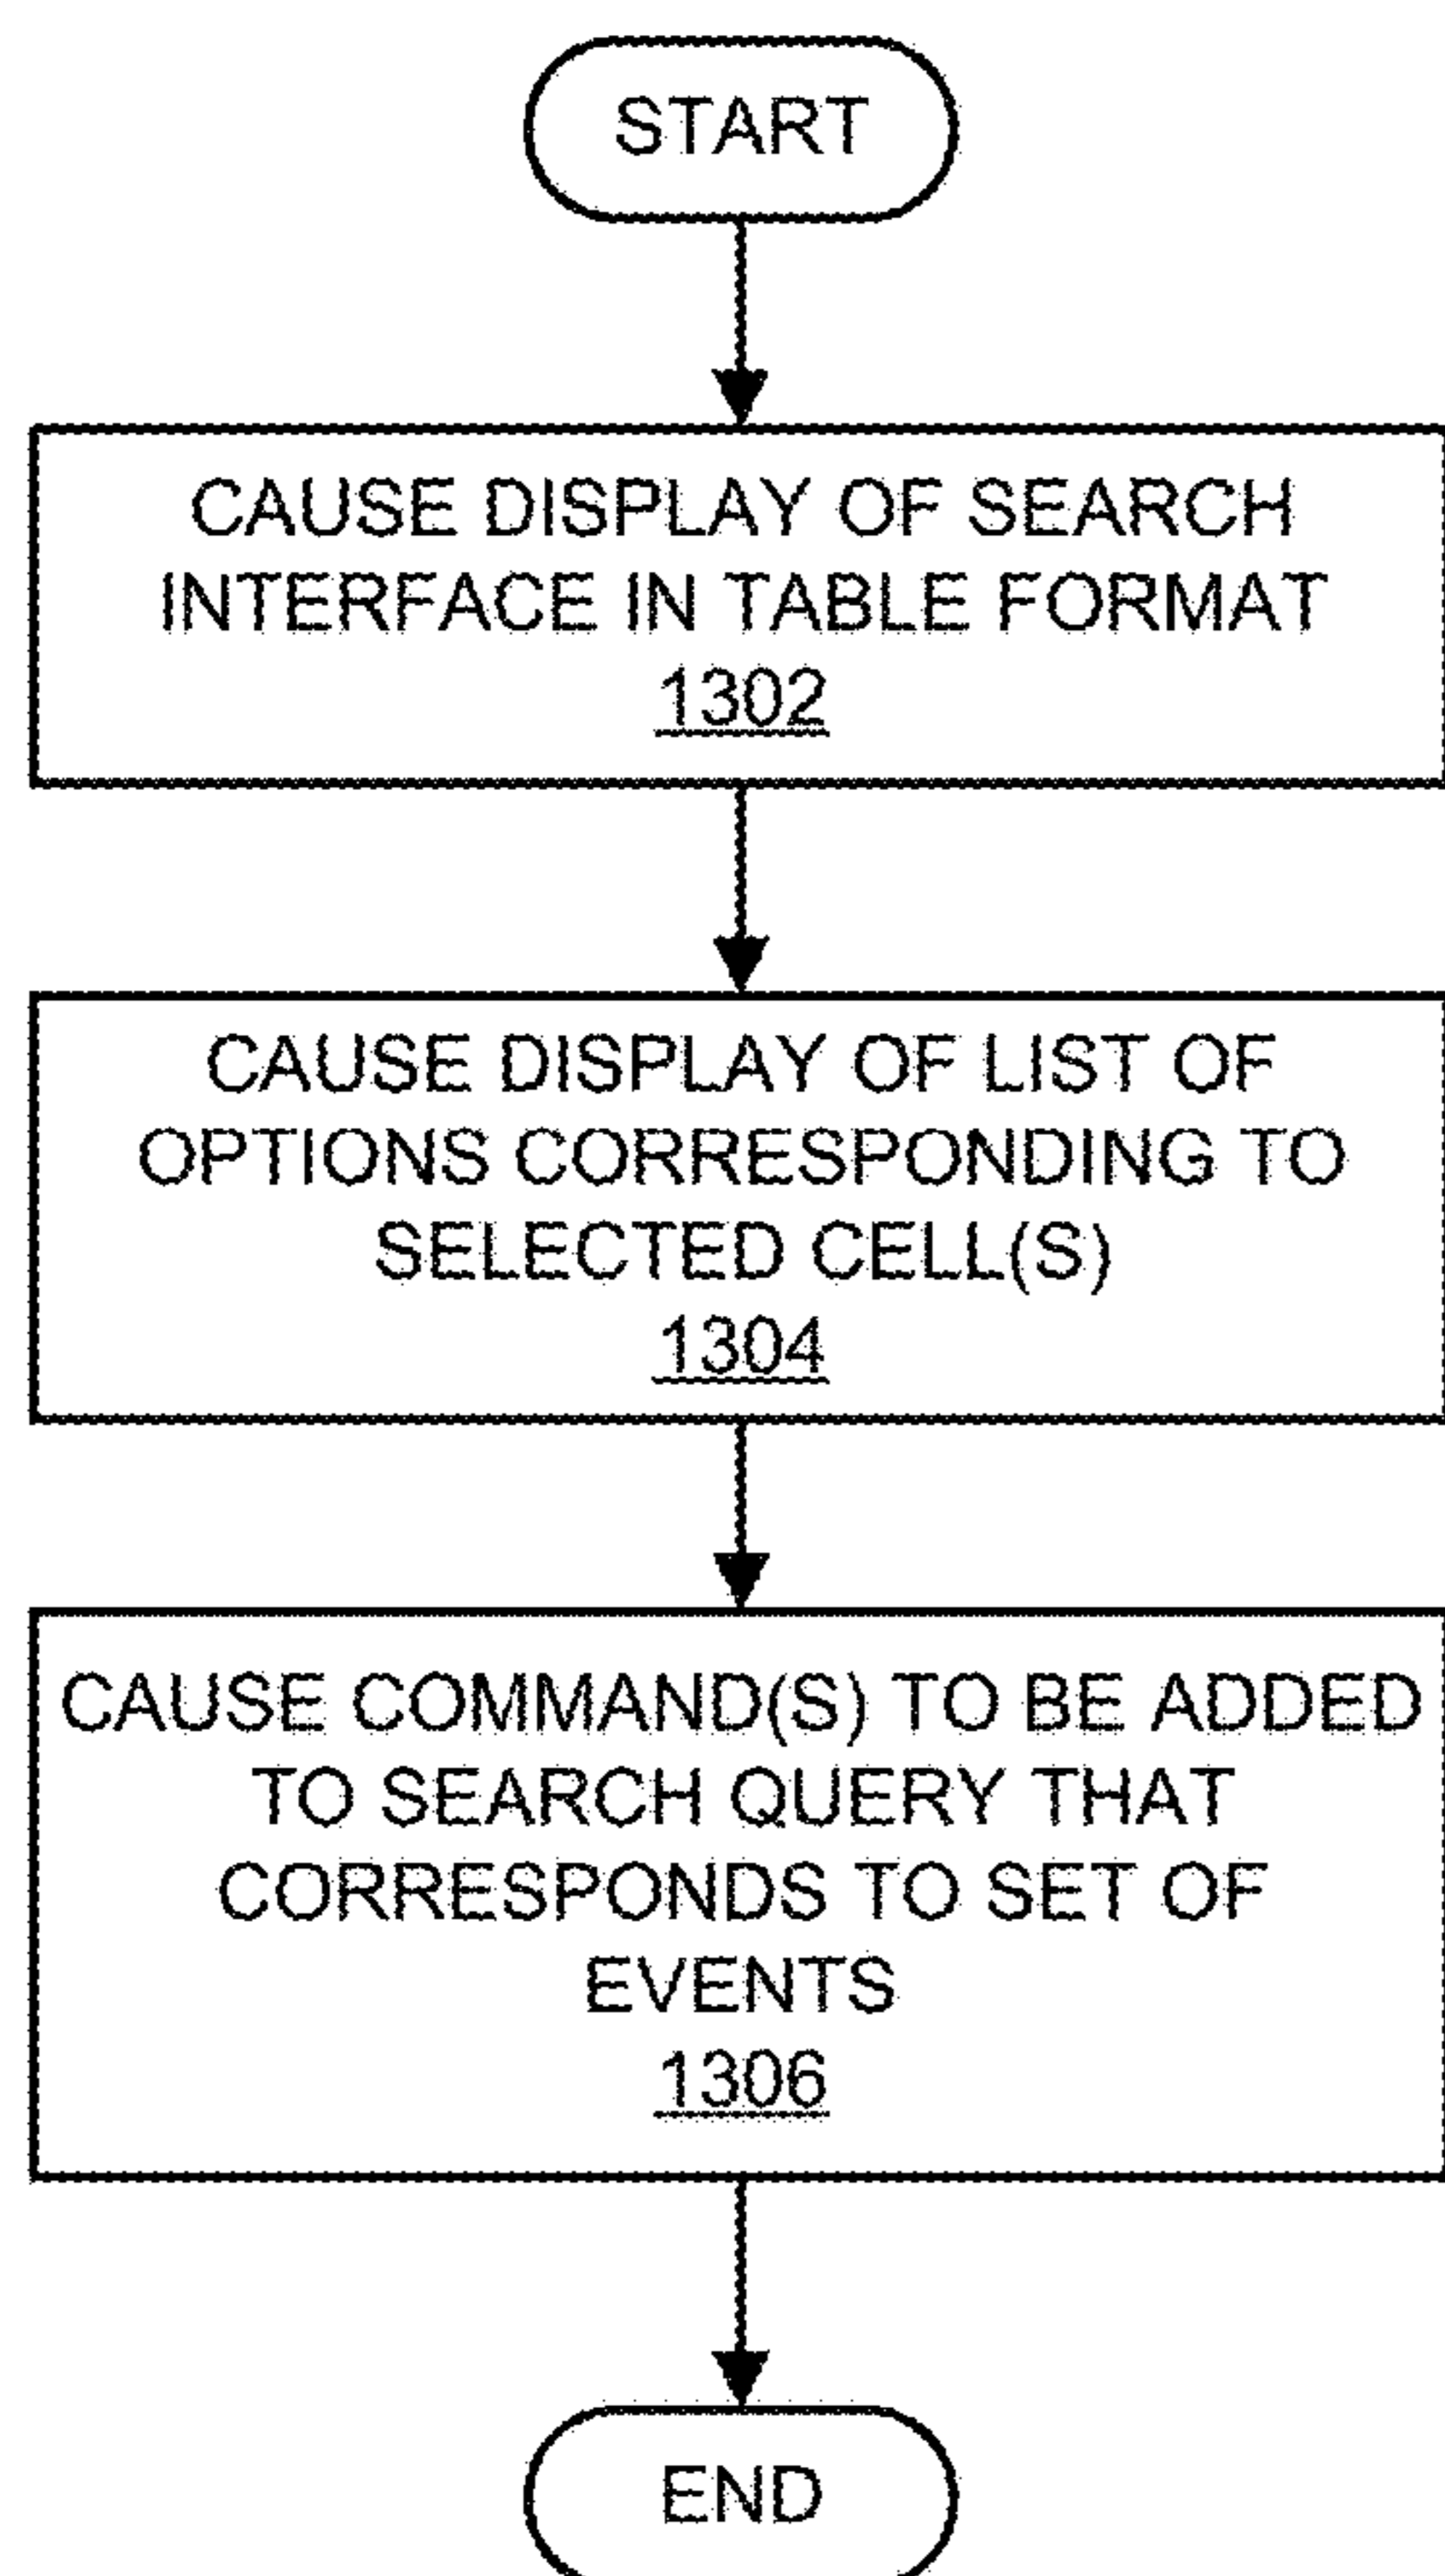 START
CAUSE DISPLAY OF SEARCH
INTERFACE IN TABLE FORMAT
1302
CAUSE DISPLAY OF LIST OF
OPTIONS CORRESPONDING TO
SELECTED CELL(S)
1304
CAUSE COMMAND(S) TO BE ADDED
TO SEARCH QUERY THAT
CORRESPONDS TO SET OF
EVENTS
1306
END